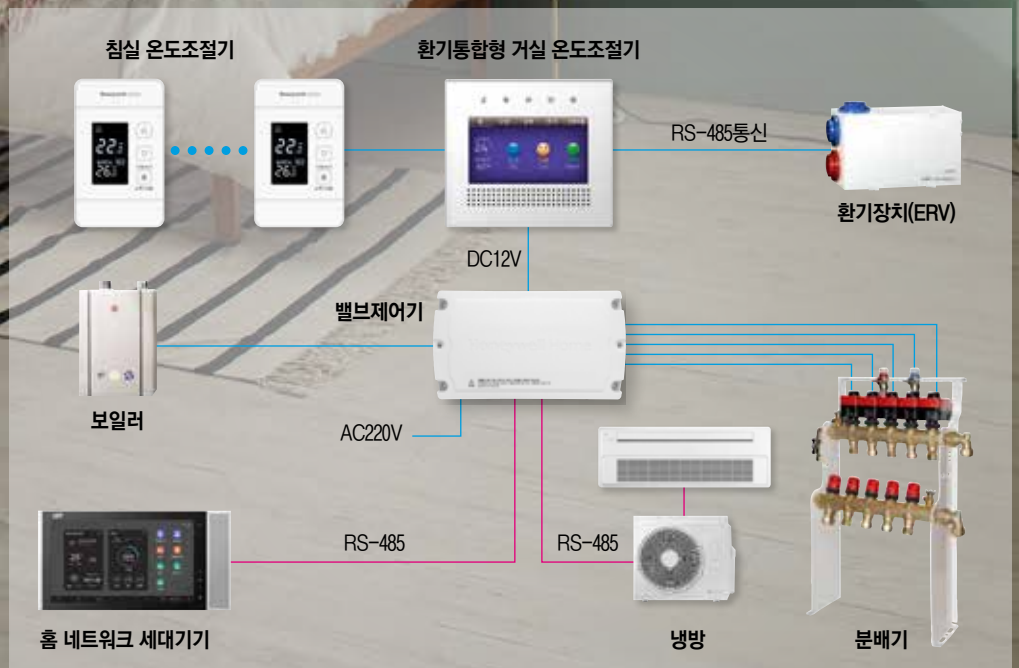 침실 온도조절기
환기통합형 거실 온도조절기
RS-485통신
환기장치(ERV)
DC12V
밸브제어기
보일러
AC220V
RS-485
RS-485
홈 네트워크 세대기기
냉방
분배기